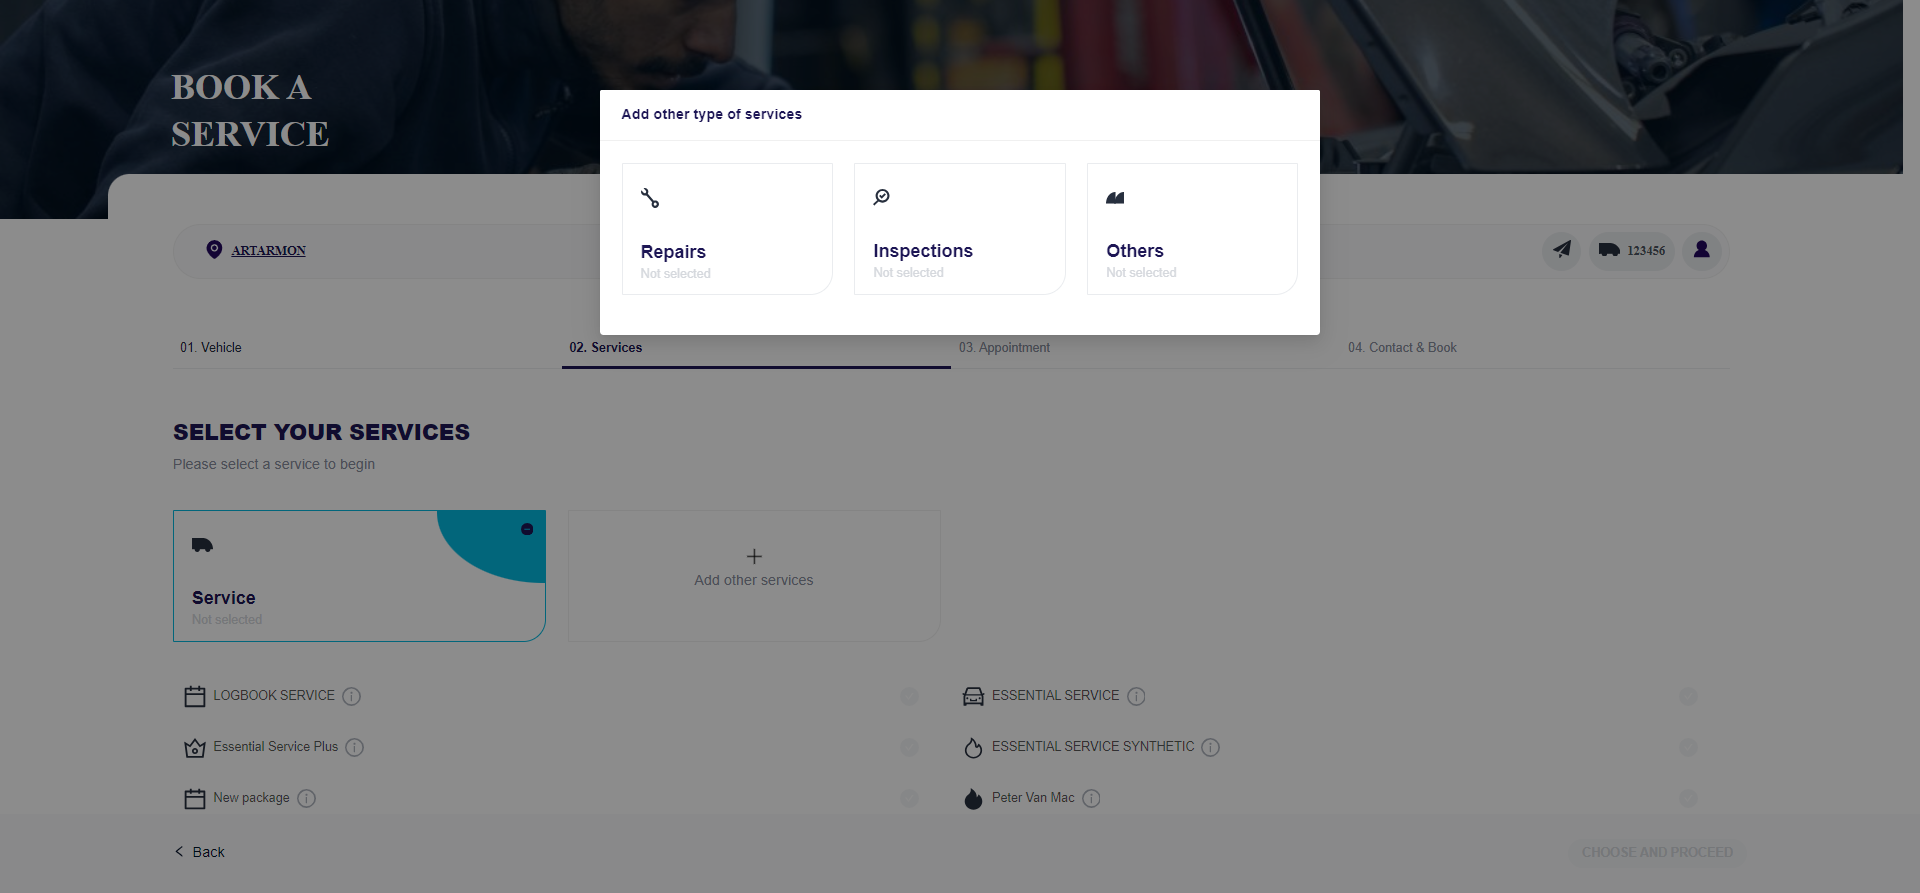 BOOK A
SERVICE
Add other type of services
Repairs
Not selected
Inspections
Not selected
Others
Not selected
ARTARMON
123456
01. Vehicle
02. Services
03. Appointment
04. Contact & Book
SELECT YOUR SERVICES
Please select a service to begin
Service
Not selected
Add other services
LOGBOOK SERVICE
ESSENTIAL SERVICE
Essential Service Plus
ESSENTIAL SERVICE SYNTHETIC
New package
Peter Van Mac
Back
CHOOSE AND PROCEED